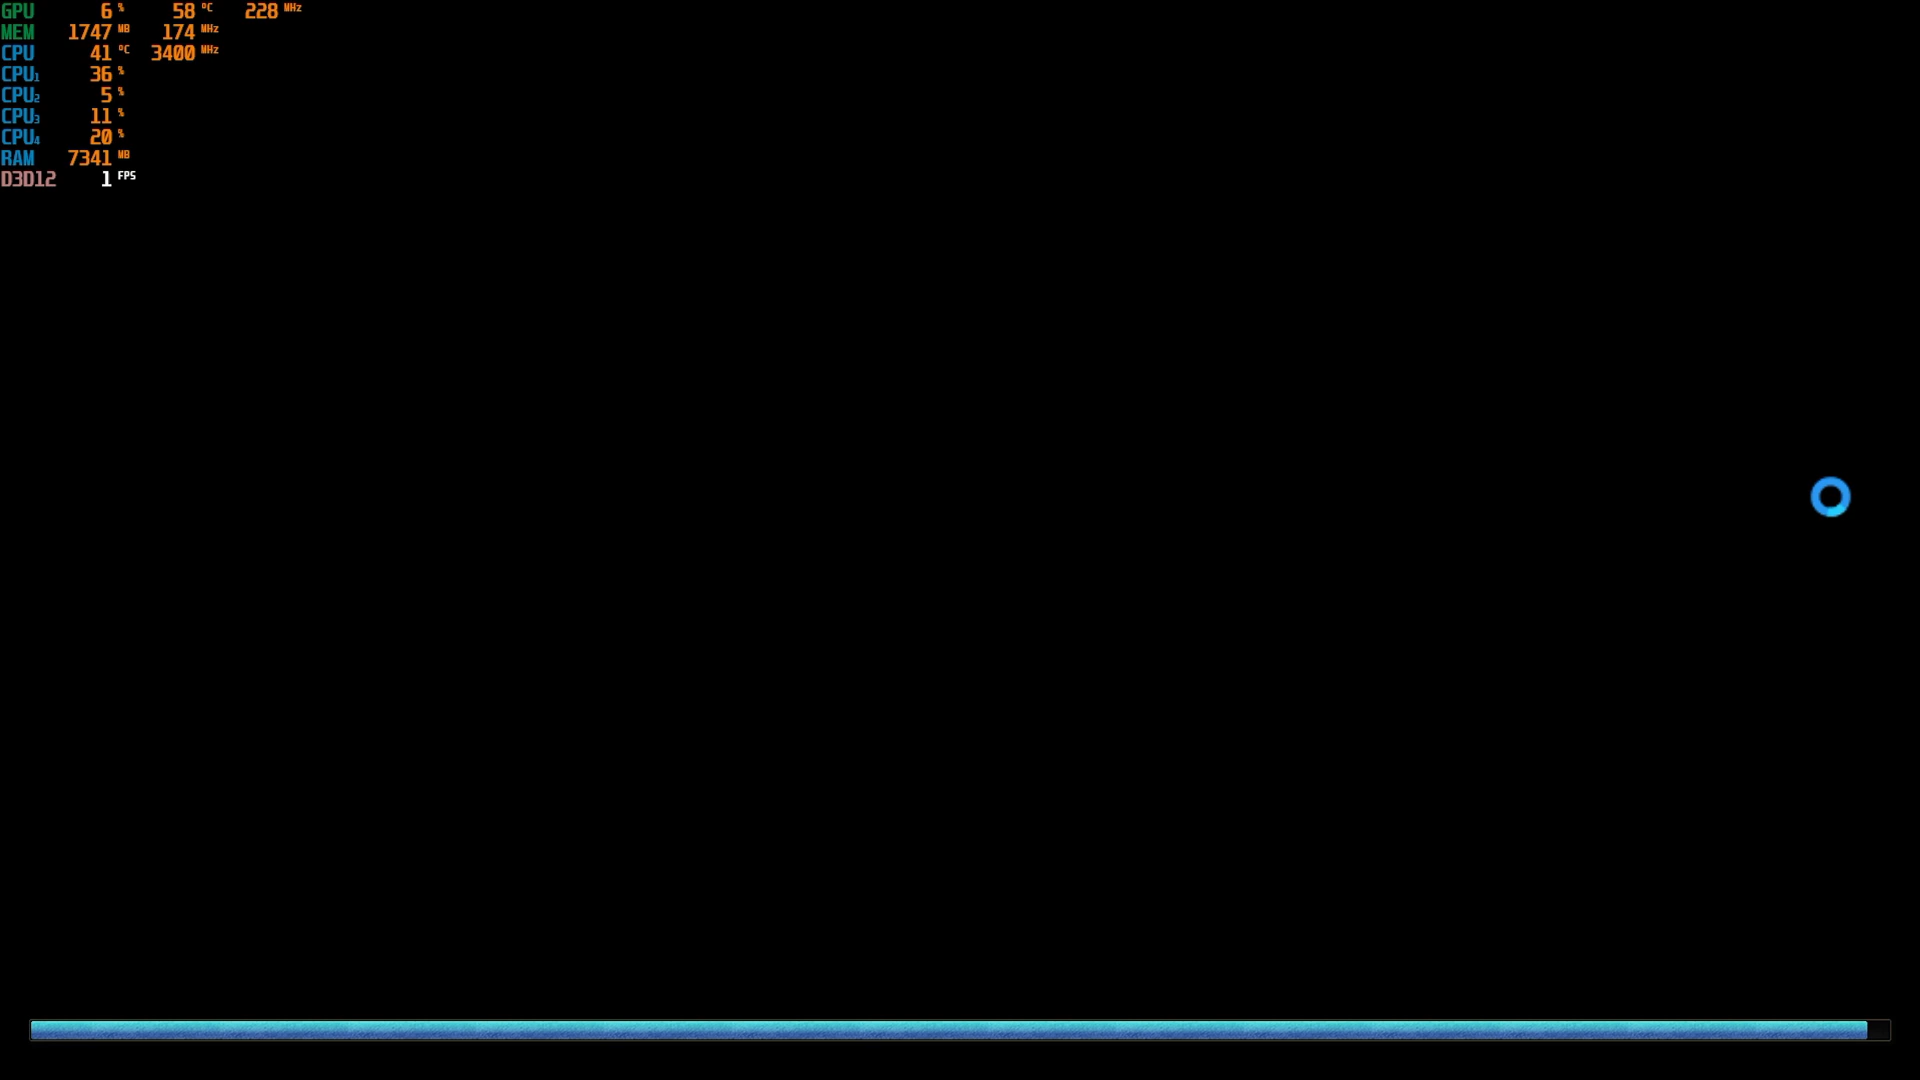 GPU 6 % 58 °C 228 MHz
MEM 1747 MB 174 MHz
CPU 41 °C 3400 MHz
CPU1 36 %
CPU2 5 %
CPU3 11 %
CPU4 20 %
RAM 7341 MB
D3D12 1 FPS